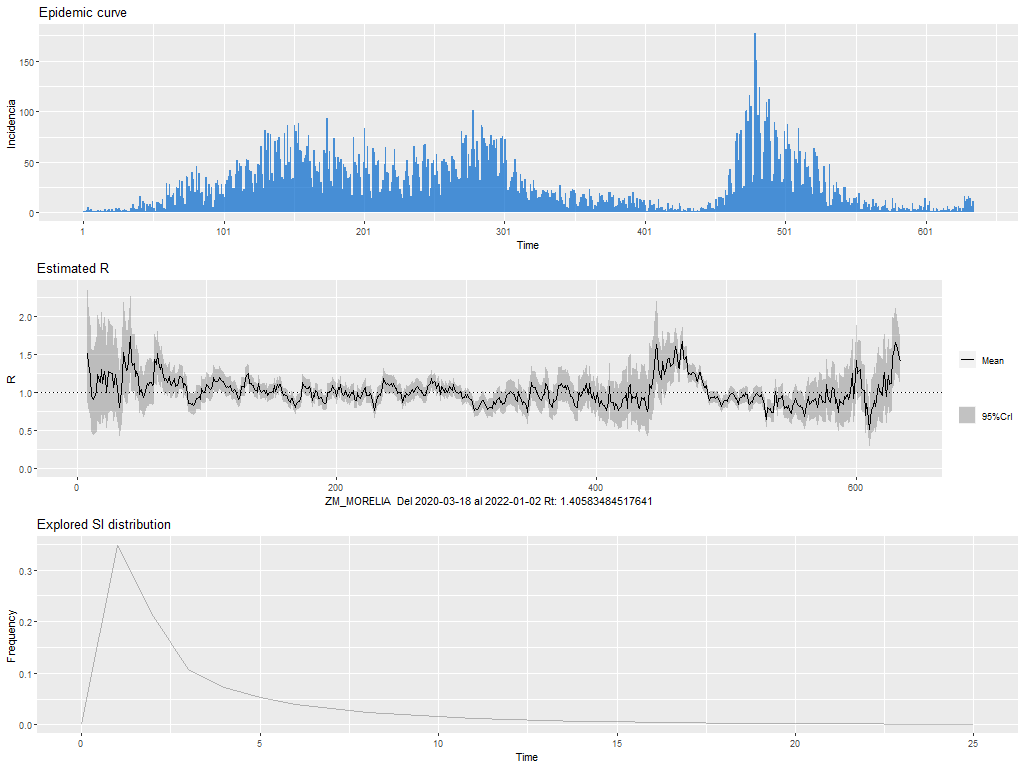 Epidemic curve
Incidencia
150
100
50
0
1
101
201
301
401
501
601
Time
Estimated R
R
2.0
1.5
1.0
0.5
0.0
0
200
400
600
Mean
95%CrI
ZM_MORELIA Del 2020-03-18 al 2022-01-02 Rt: 1.40583484517641
Explored SI distribution
Frequency
0.3
0.2
0.1
0.0
0
5
10
15
20
25
Time